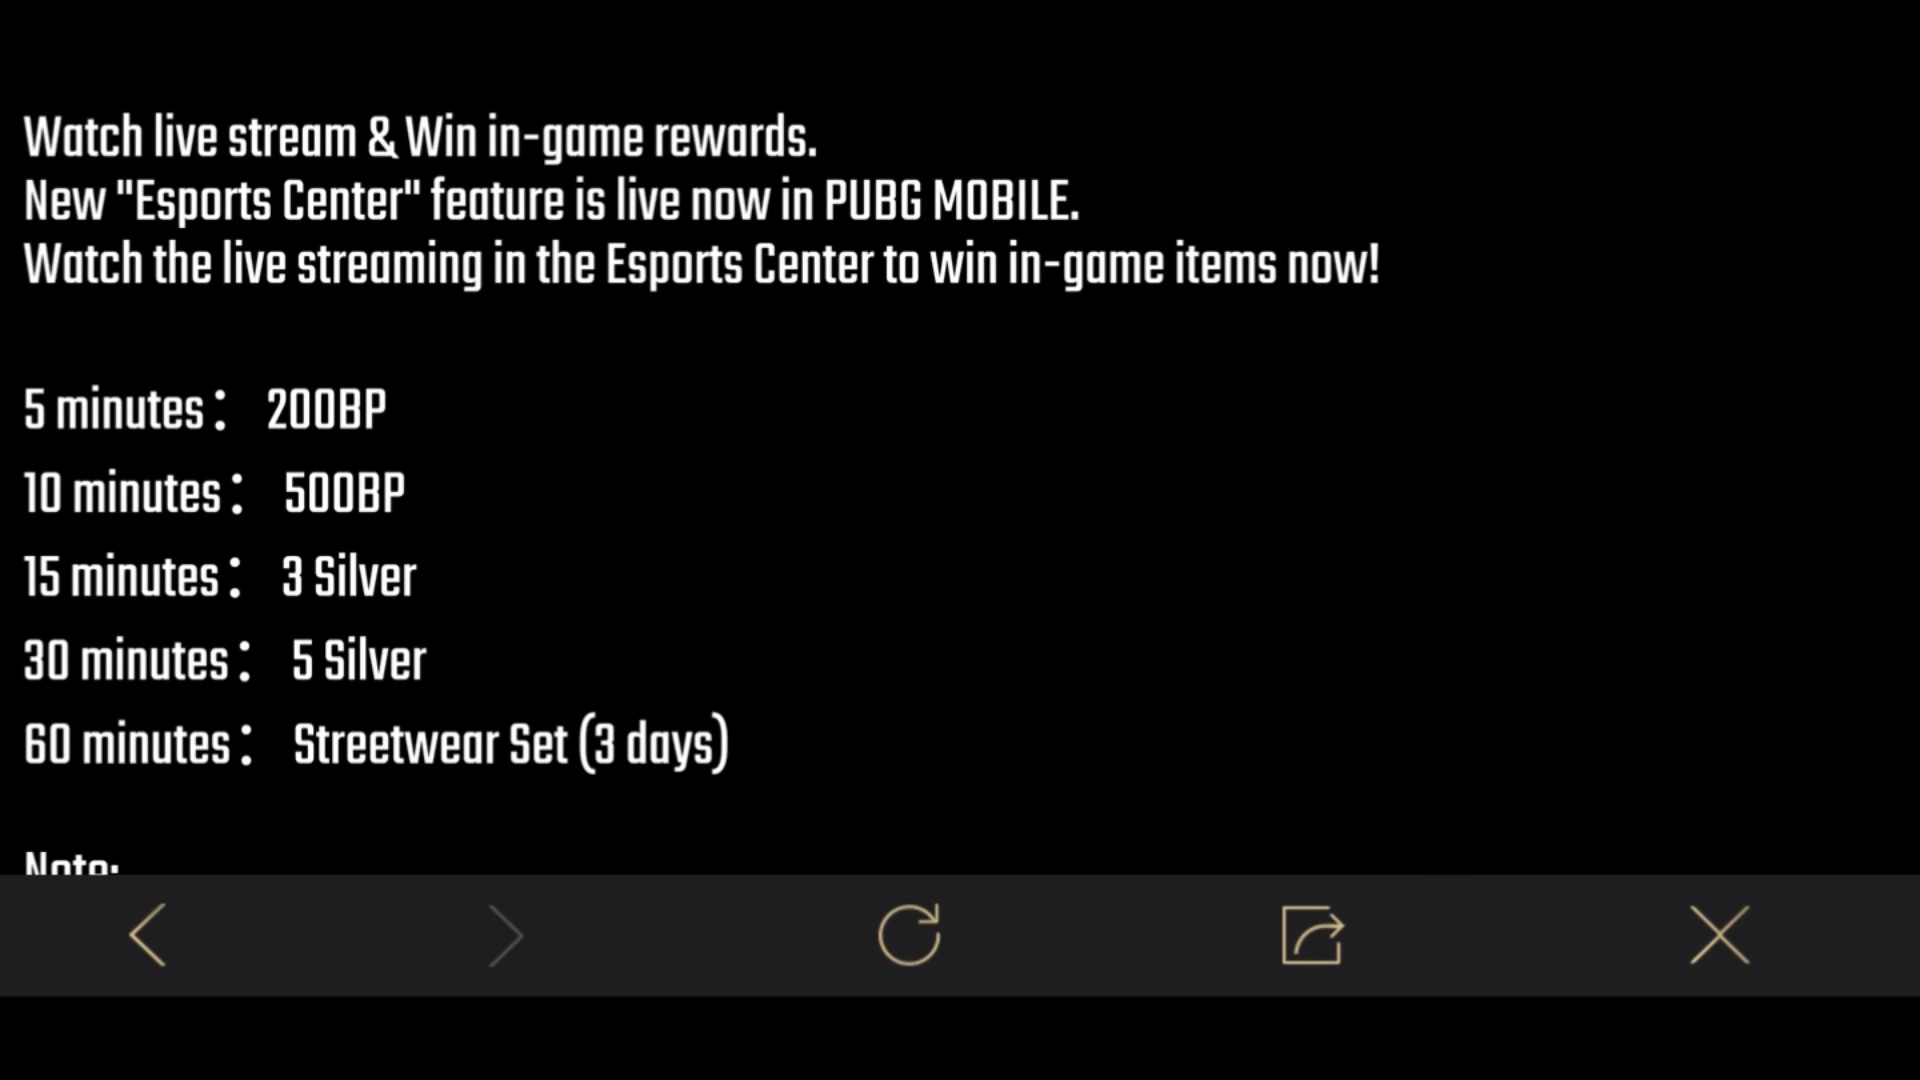 Watch live stream & Win in-game rewards.
New "Esports Center" feature is live now in PUBG MOBILE.
Watch the live streaming in the Esports Center to win in-game items now!
5 minutes： 200BP
10 minutes： 500BP
15 minutes： 3 Silver
30 minutes： 5 Silver
60 minutes： Streetwear Set (3 days)
Note: